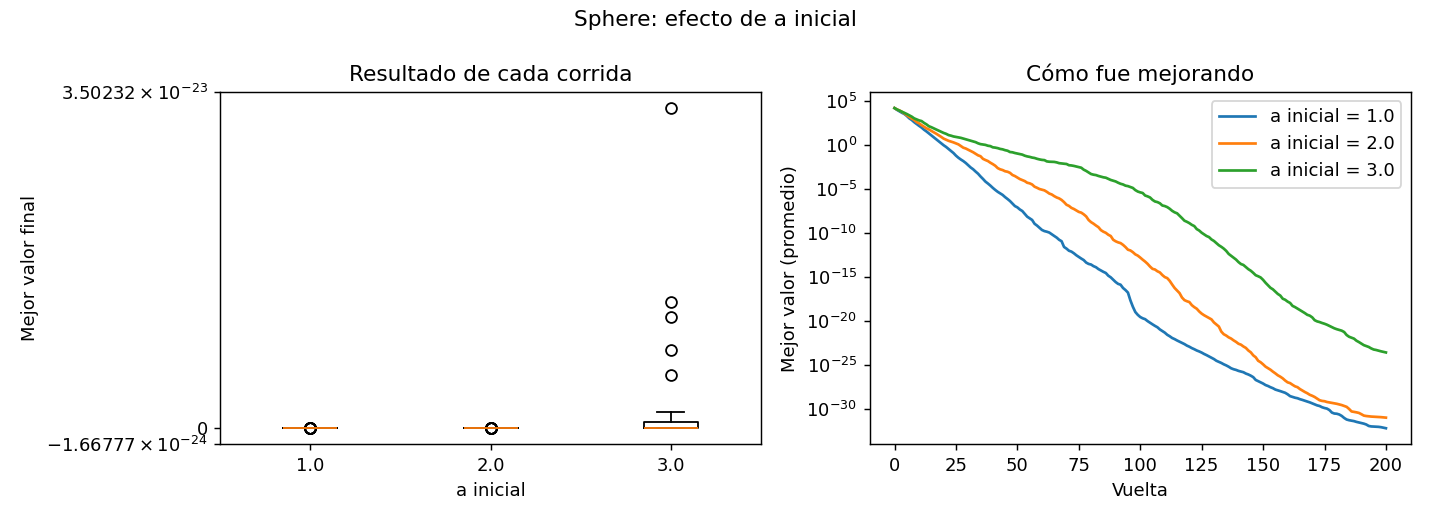 Sphere: efecto de a inicial
Resultado de cada corrida
3.50232 × 10⁻²³
0
−1.66777 × 10⁻²⁴
Mejor valor final
1.0 2.0 3.0
a inicial
Cómo fue mejorando
10⁵
10⁰
10⁻⁵
10⁻¹⁰
10⁻¹⁵
10⁻²⁰
10⁻²⁵
10⁻³⁰
Mejor valor (promedio)
a inicial = 1.0
a inicial = 2.0
a inicial = 3.0
0 25 50 75 100 125 150 175 200
Vuelta